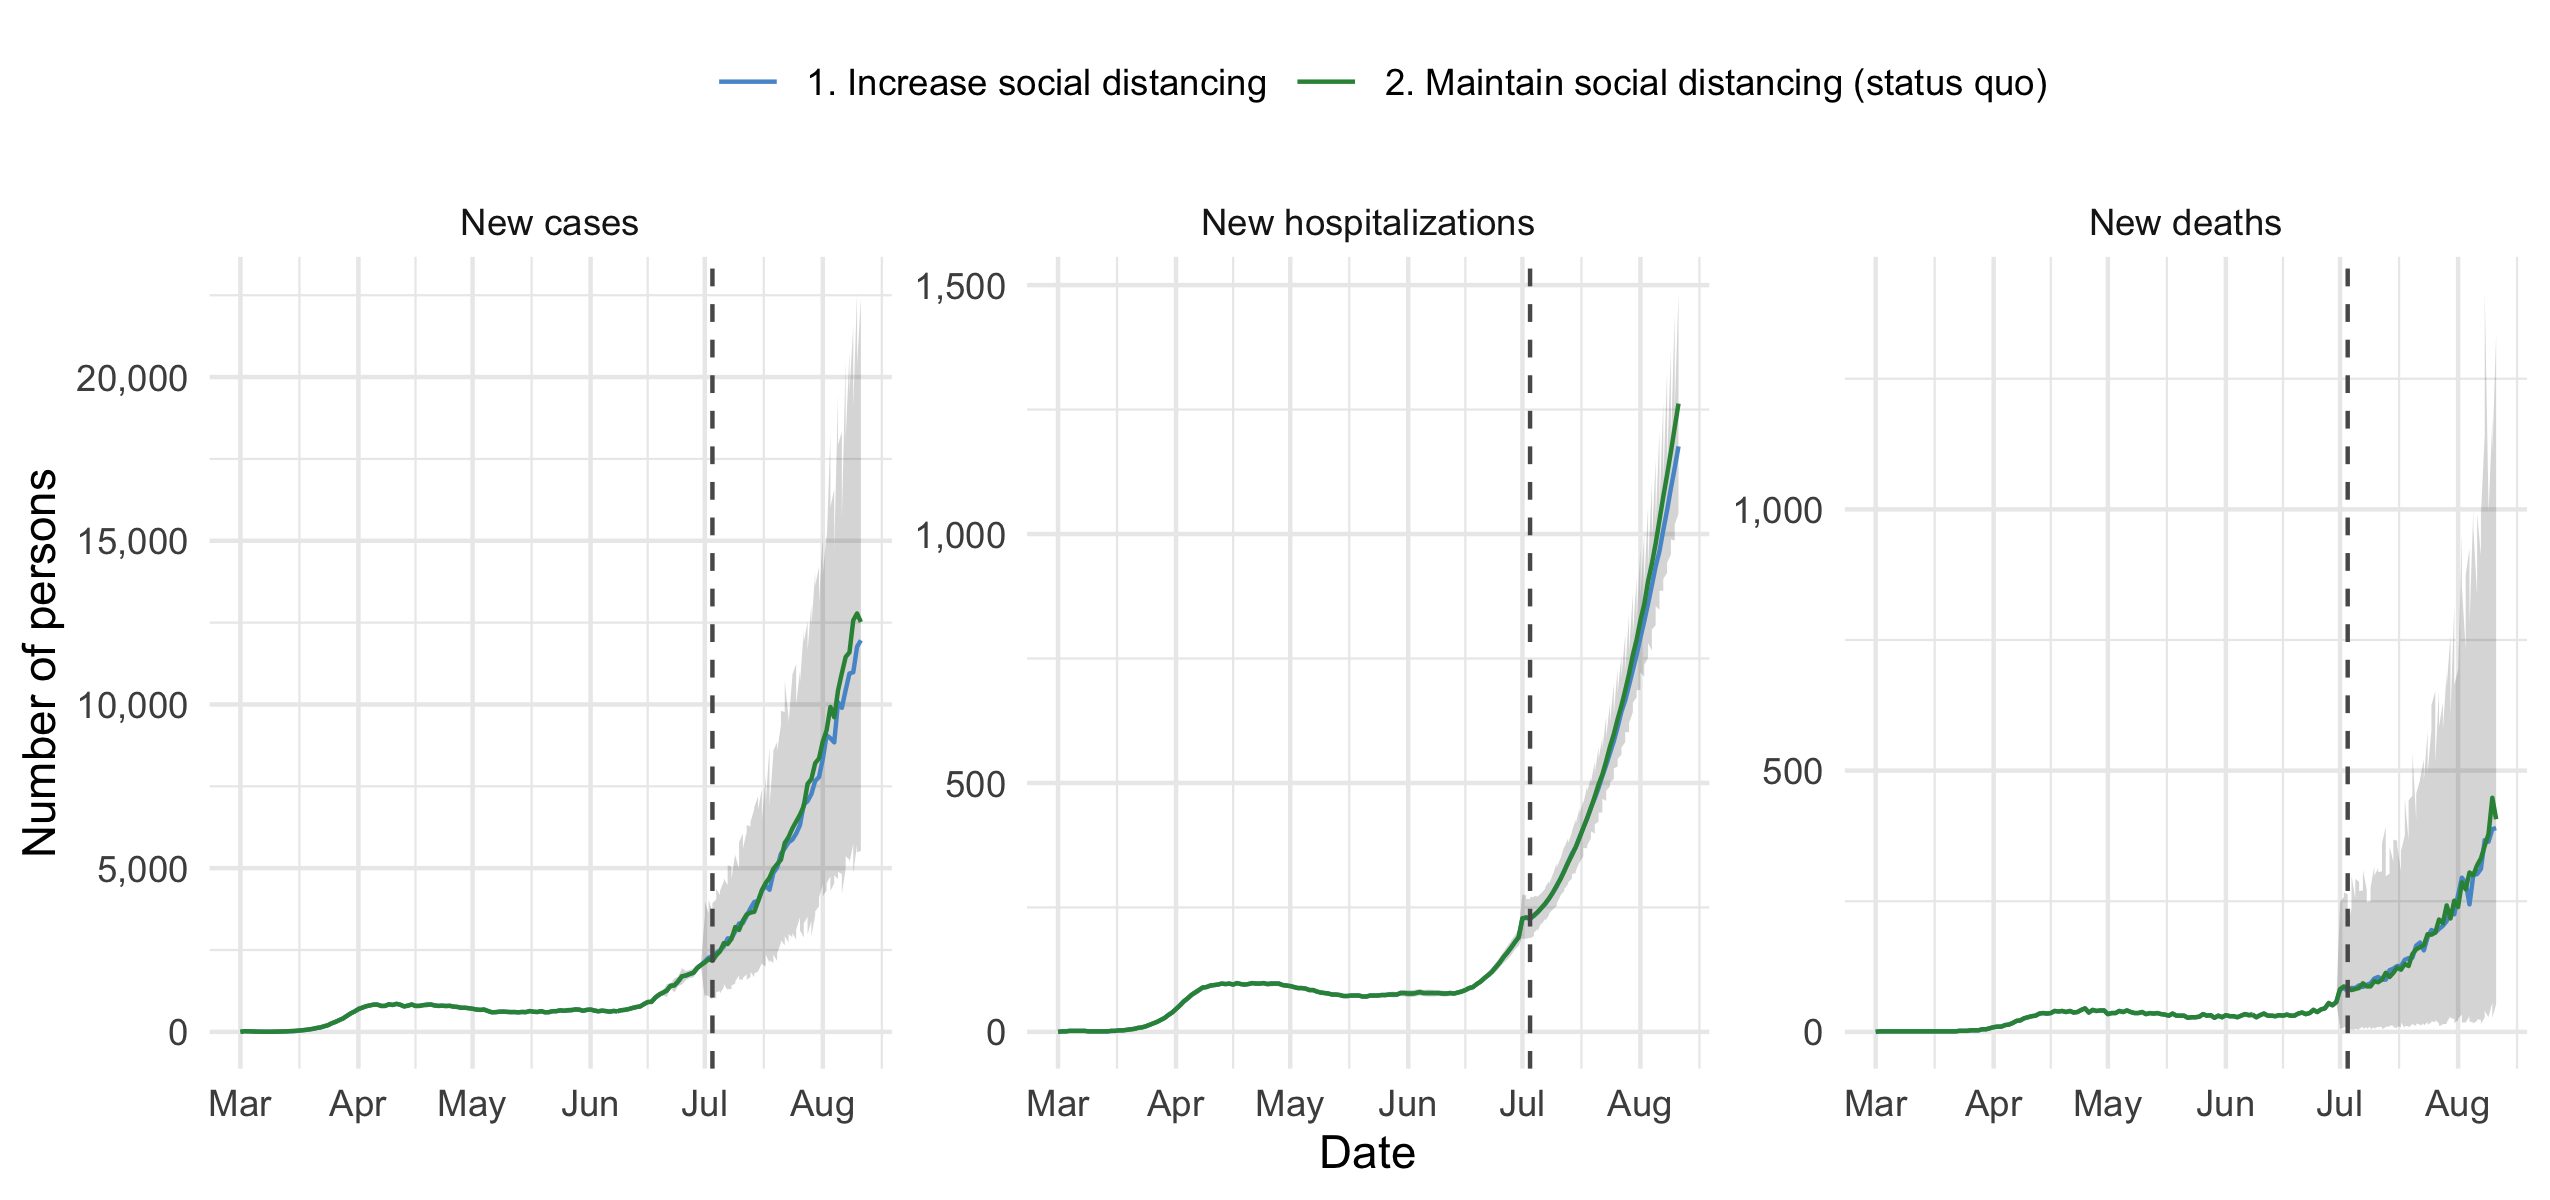 1. Increase social distancing 2. Maintain social distancing (status quo)
New cases
New hospitalizations
New deaths
Number of persons
20,000
15,000
10,000
5,000
0
Mar Apr May Jun Jul Aug
1,500
1,000
500
0
Mar Apr May Jun Jul Aug
1,000
500
0
Mar Apr May Jun Jul Aug
Date